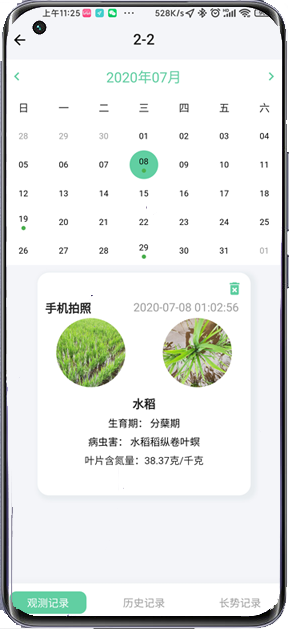 上午11:25 528K/s
2-2
2020年07月
日 一 二 三 四 五 六
28 29 30 01 02 03 04
05 06 07 08 09 10 11
12 13 14 15 16 17 18
19 20 21 22 23 24 25
26 27 28 29 30 31 01
手机拍照 2020-07-08 01:02:56
水稻
生育期： 分蘖期
病虫害： 水稻稻纵卷叶螟
叶片含氮量：38.37克/千克
观测记录 历史记录 长势记录